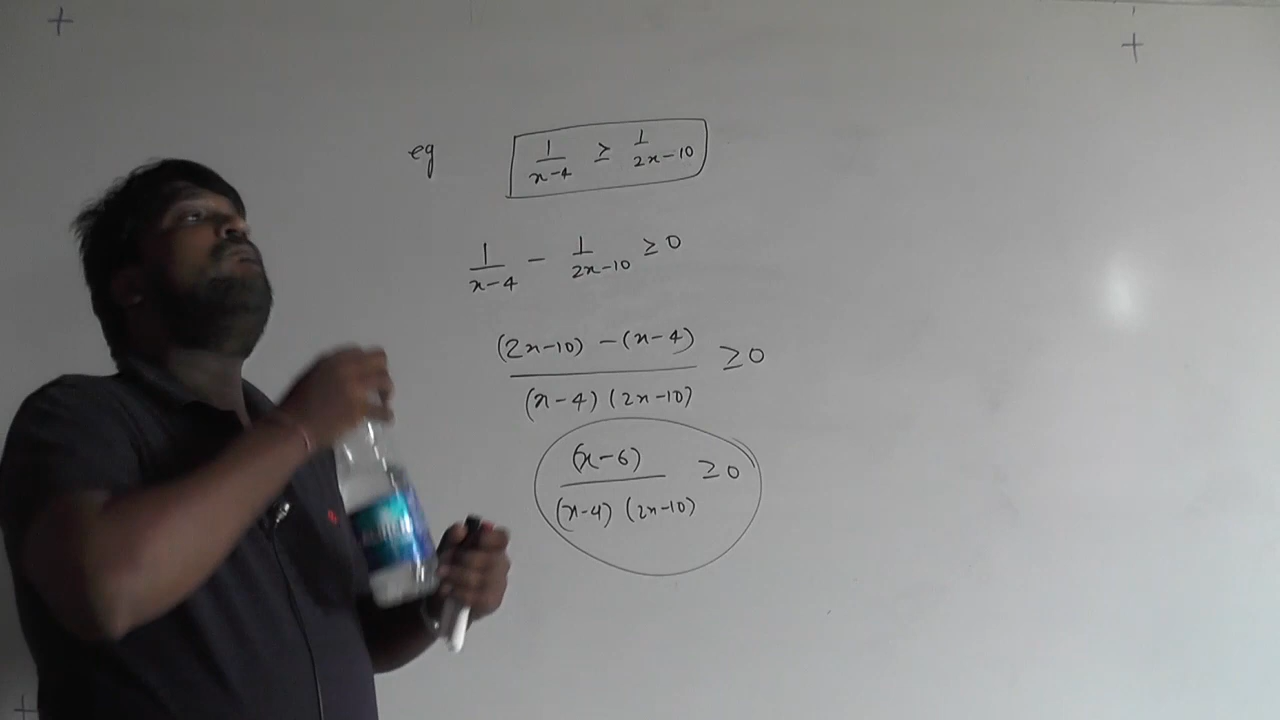 eg 1/(x-4) ≥ 1/(2x-10)
1/(x-4) - 1/(2x-10) ≥ 0
((2x-10) - (x-4))/((x-4)(2x-10)) ≥ 0
(x-6)/((x-4)(2x-10)) ≥ 0